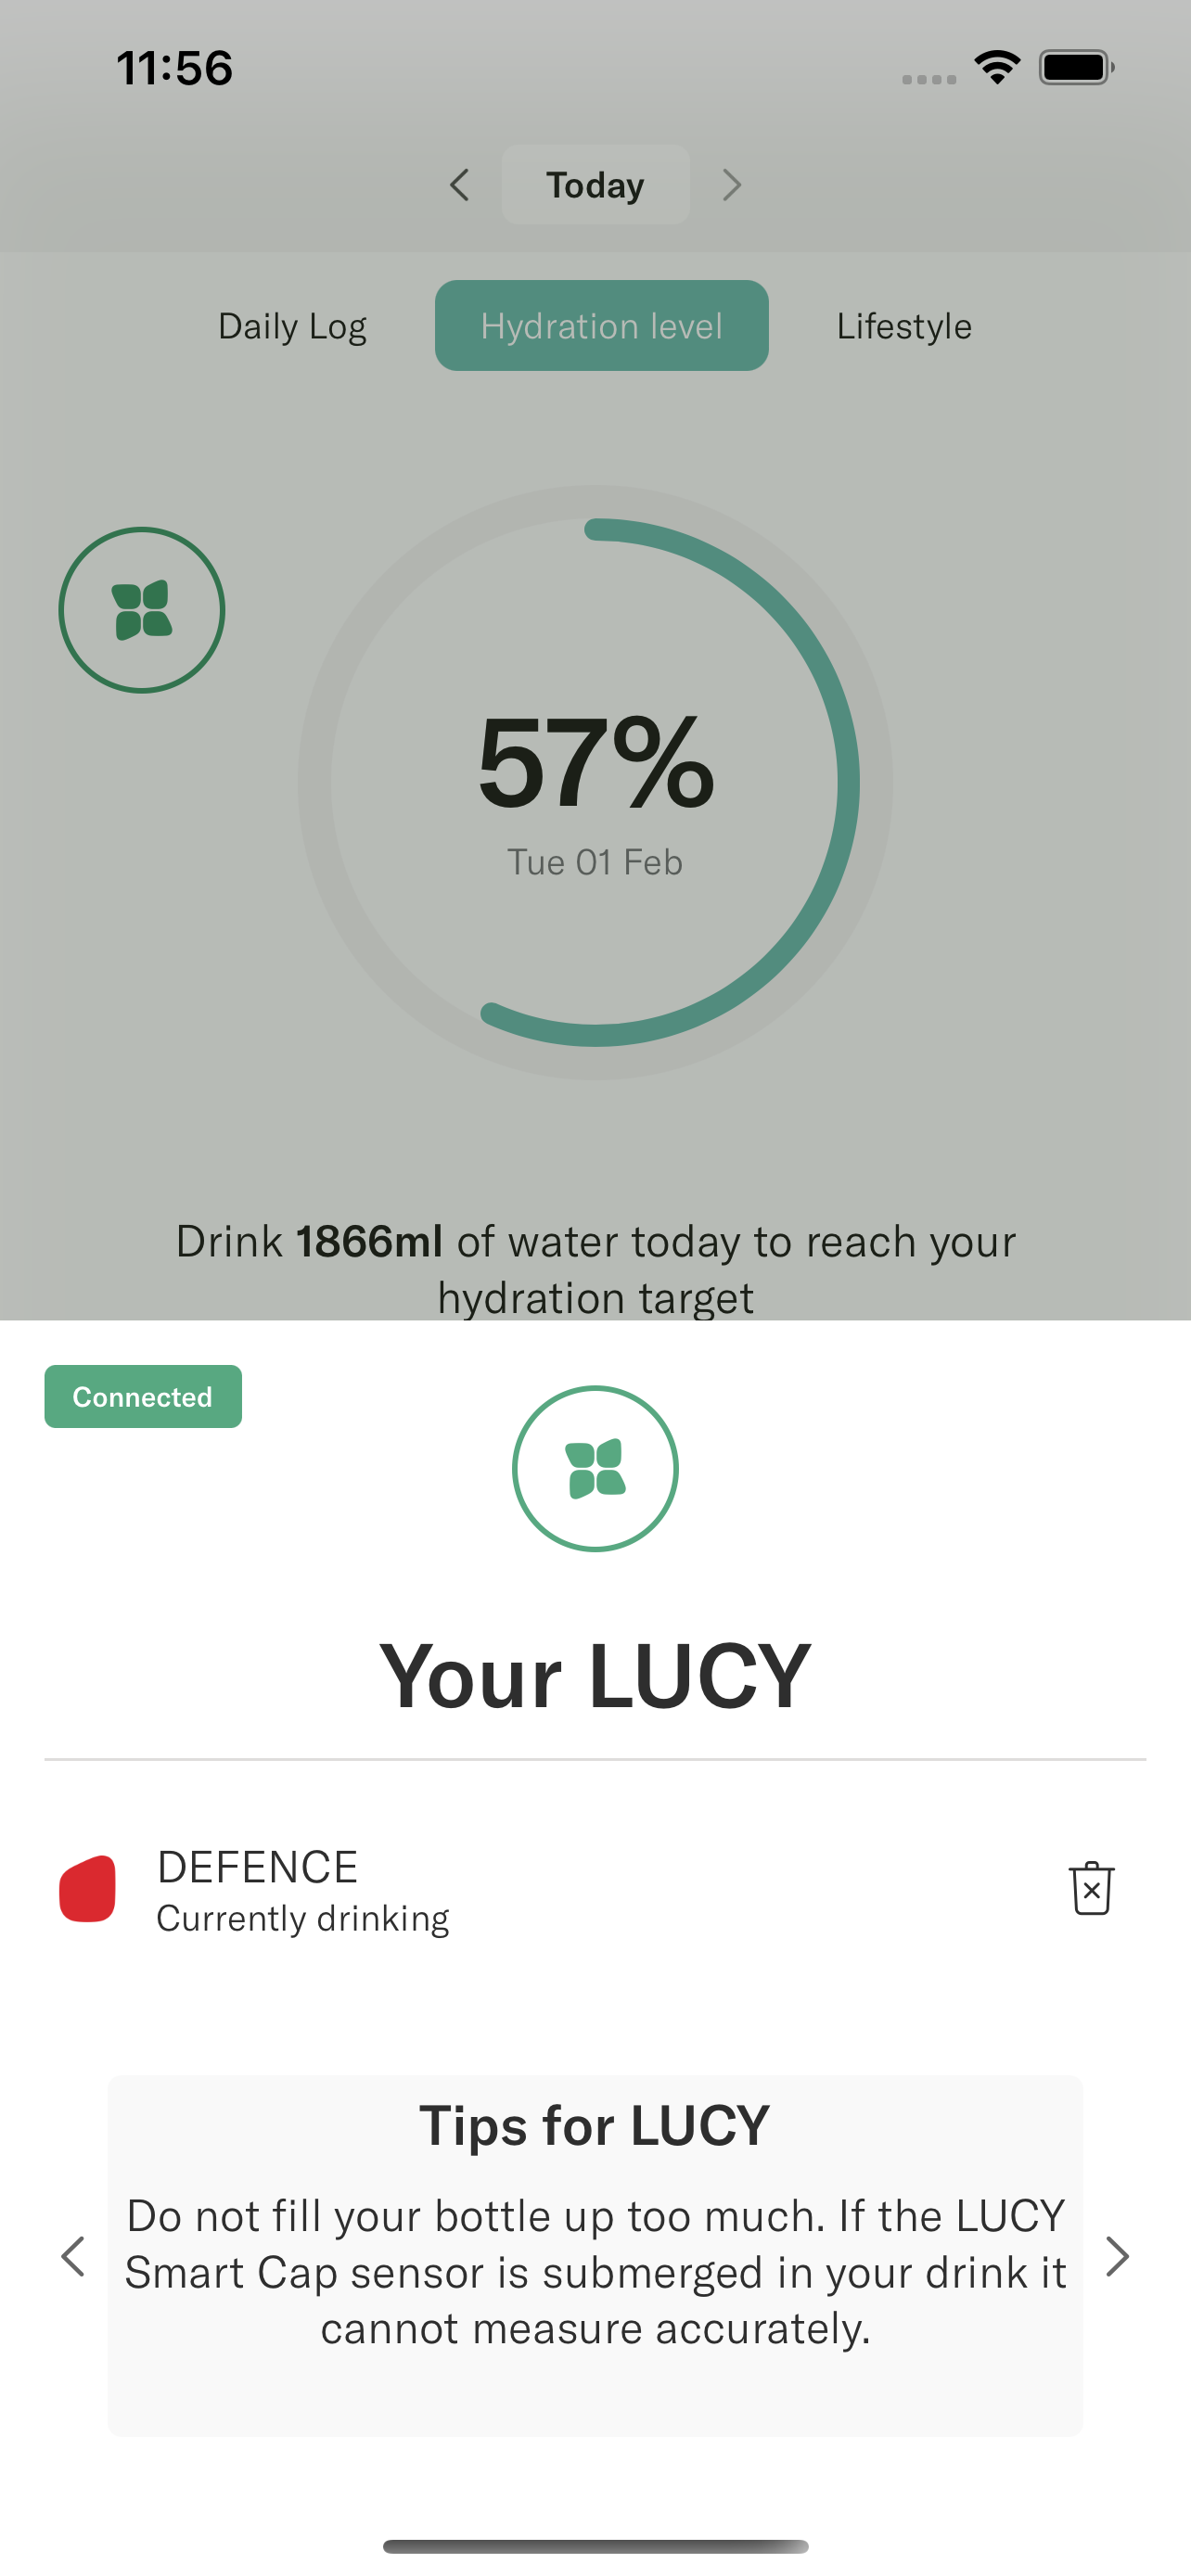 11:56
Today
Daily Log
Hydration level
Lifestyle
57%
Tue 01 Feb
Drink 1866ml of water today to reach your
hydration target
Connected
Your LUCY
DEFENCE
Currently drinking
Tips for LUCY
Do not fill your bottle up too much. If the LUCY
Smart Cap sensor is submerged in your drink it
cannot measure accurately.